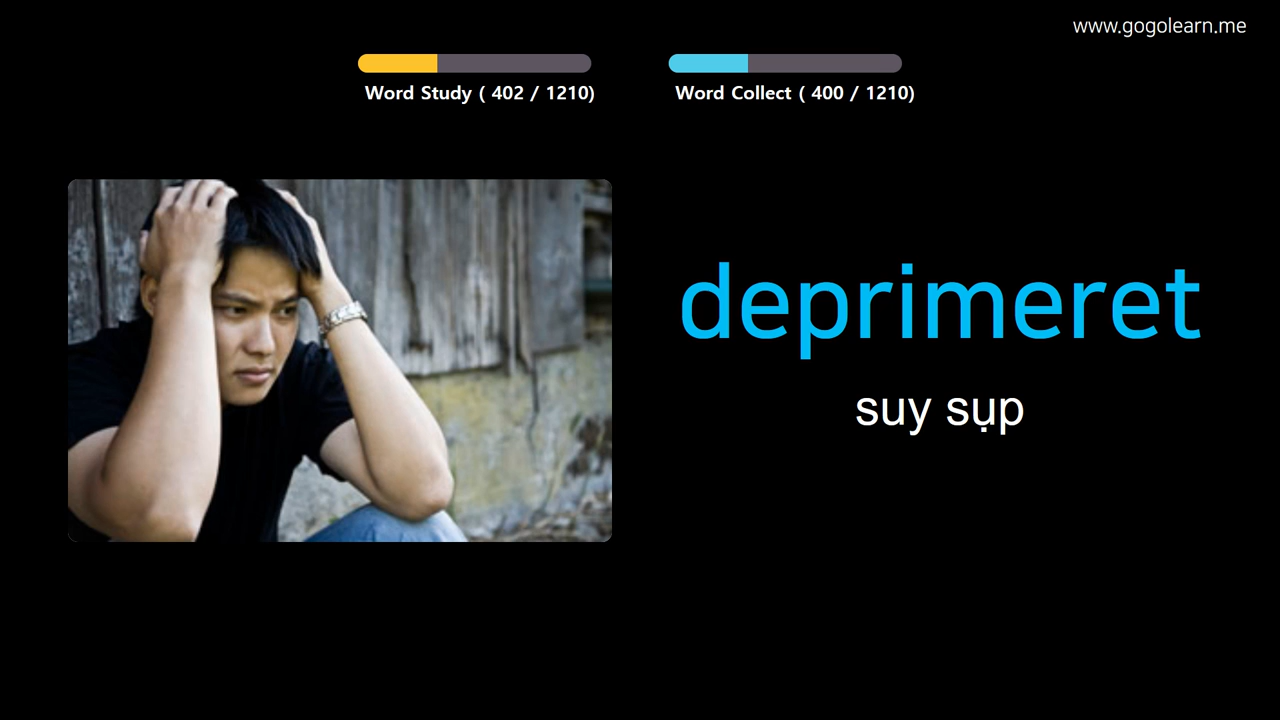 www.gogolearn.me
Word Study ( 402 / 1210)
Word Collect ( 400 / 1210)
deprimeret
suy sụp